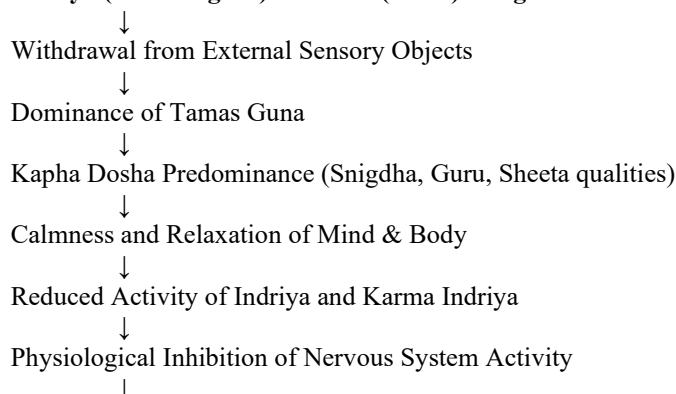 ↓
Withdrawal from External Sensory Objects
↓
Dominance of Tamas Guna
↓
Kapha Dosha Predominance (Snigdha, Guru, Sheeta qualities)
↓
Calmness and Relaxation of Mind & Body
↓
Reduced Activity of Indriya and Karma Indriya
↓
Physiological Inhibition of Nervous System Activity